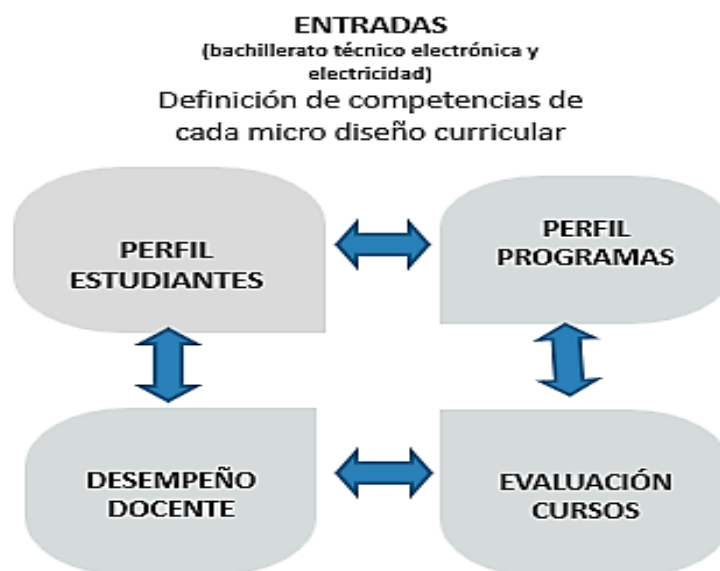 ENTRADAS
(bachillerato técnico electrónica y
electricidad)
Definición de competencias de
cada micro diseño curricular
PERFIL
ESTUDIANTES
PERFIL
PROGRAMAS
DESEMPEÑO
DOCENTE
EVALUACIÓN
CURSOS